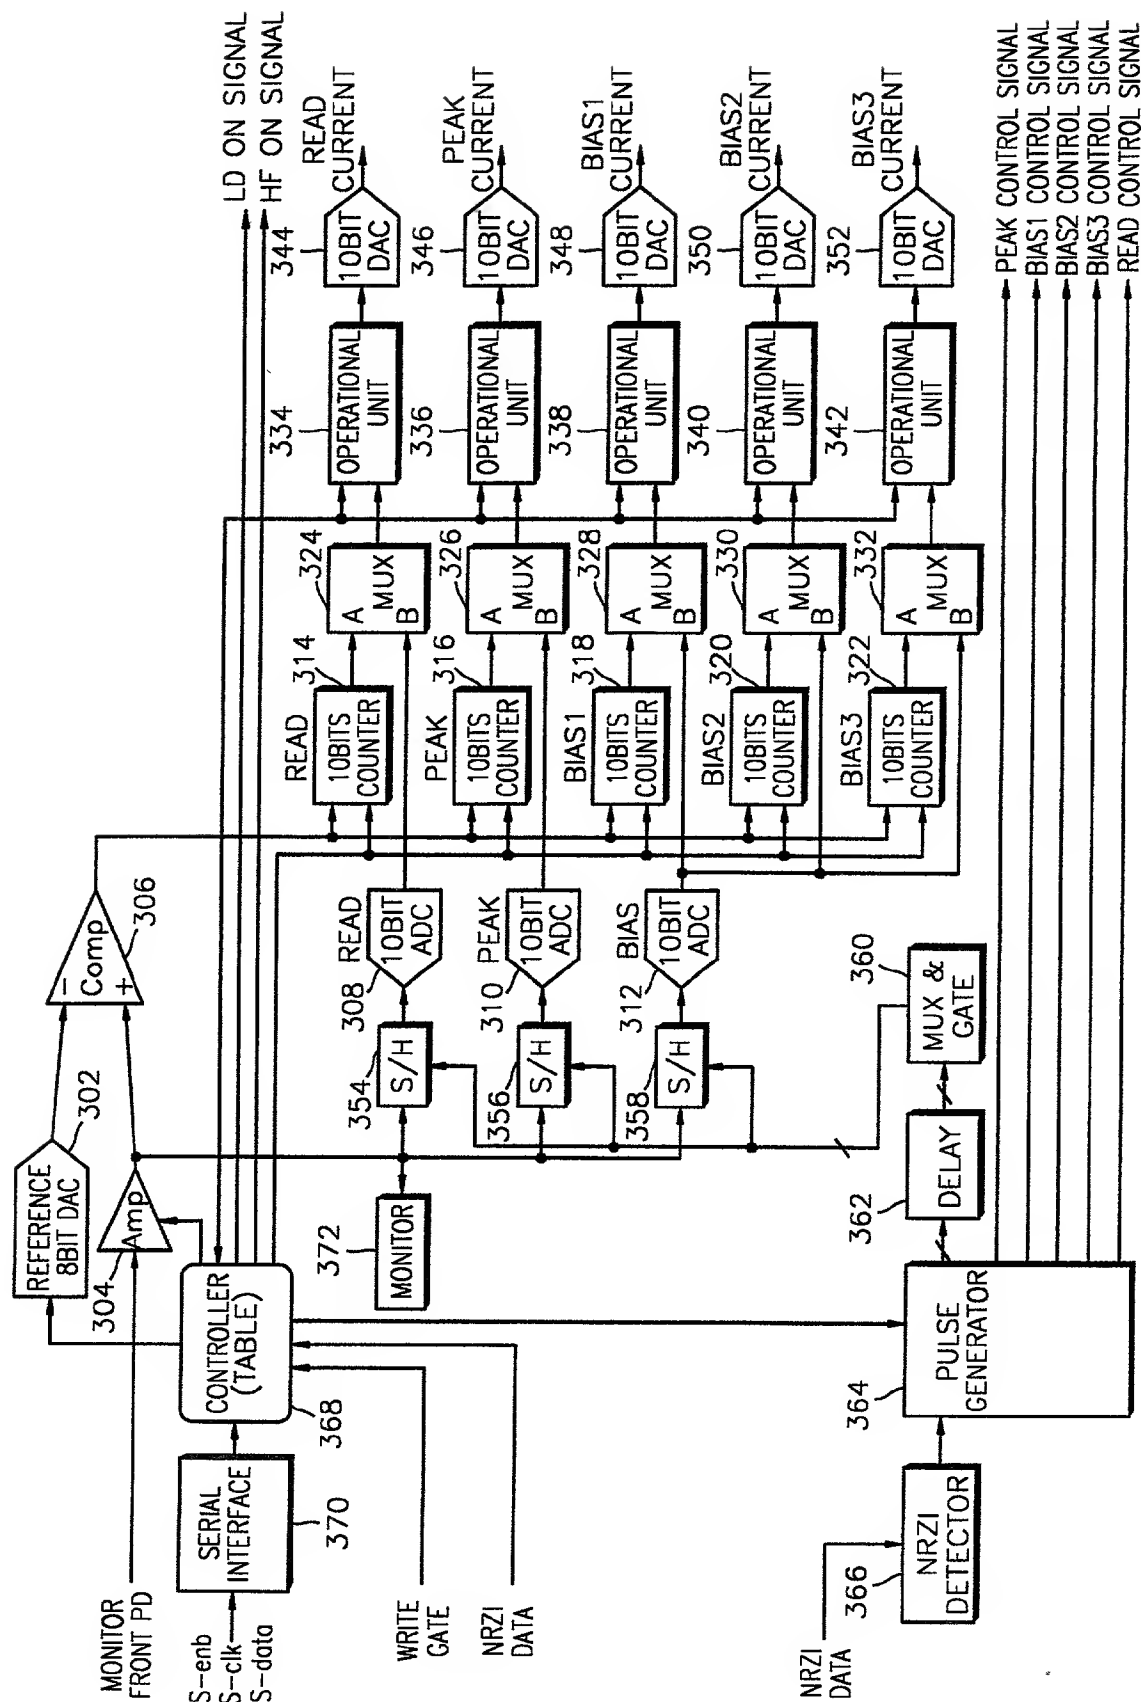 MONITOR
FRONT PD
S-enb
S-clk
S-data
SERIAL
INTERFACE
370
WRITE
GATE
NRZI
DATA
NRZI
DATA
366
NRZI
DETECTOR
REFERENCE
8BIT DAC
302
304
Amp
CONTROLLER
(TABLE)
368
372
MONITOR
364
PULSE
GENERATOR
362
DELAY
360
MUX &
GATE
- Comp +
306
354
S/H
356
S/H
358
S/H
READ
308
10BIT
ADC
PEAK
310
10BIT
ADC
BIAS
312
10BIT
ADC
READ
314
10BITS
COUNTER
PEAK
316
10BITS
COUNTER
BIAS1
318
10BITS
COUNTER
BIAS2
320
10BITS
COUNTER
BIAS3
322
10BITS
COUNTER
324
A
MUX
B
326
A
MUX
B
328
A
MUX
B
330
A
MUX
B
332
A
MUX
B
334
OPERATIONAL
UNIT
336
OPERATIONAL
UNIT
338
OPERATIONAL
UNIT
340
OPERATIONAL
UNIT
342
OPERATIONAL
UNIT
344
10BIT
DAC
346
10BIT
DAC
348
10BIT
DAC
350
10BIT
DAC
352
10BIT
DAC
LD ON SIGNAL
HF ON SIGNAL
READ
CURRENT
PEAK
CURRENT
BIAS1
CURRENT
BIAS2
CURRENT
BIAS3
CURRENT
PEAK CONTROL SIGNAL
BIAS1 CONTROL SIGNAL
BIAS2 CONTROL SIGNAL
BIAS3 CONTROL SIGNAL
READ CONTROL SIGNAL